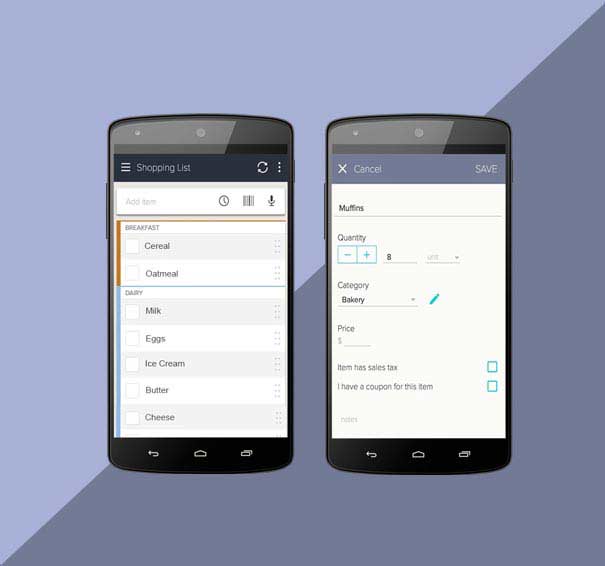 Shopping List
Add item
BREAKFAST
Cereal
Oatmeal
DAIRY
Milk
Eggs
Ice Cream
Butter
Cheese
Cancel SAVE
Muffins
Quantity
− + 8 unit
Category
Bakery
Price
$
Item has sales tax
I have a coupon for this item
notes